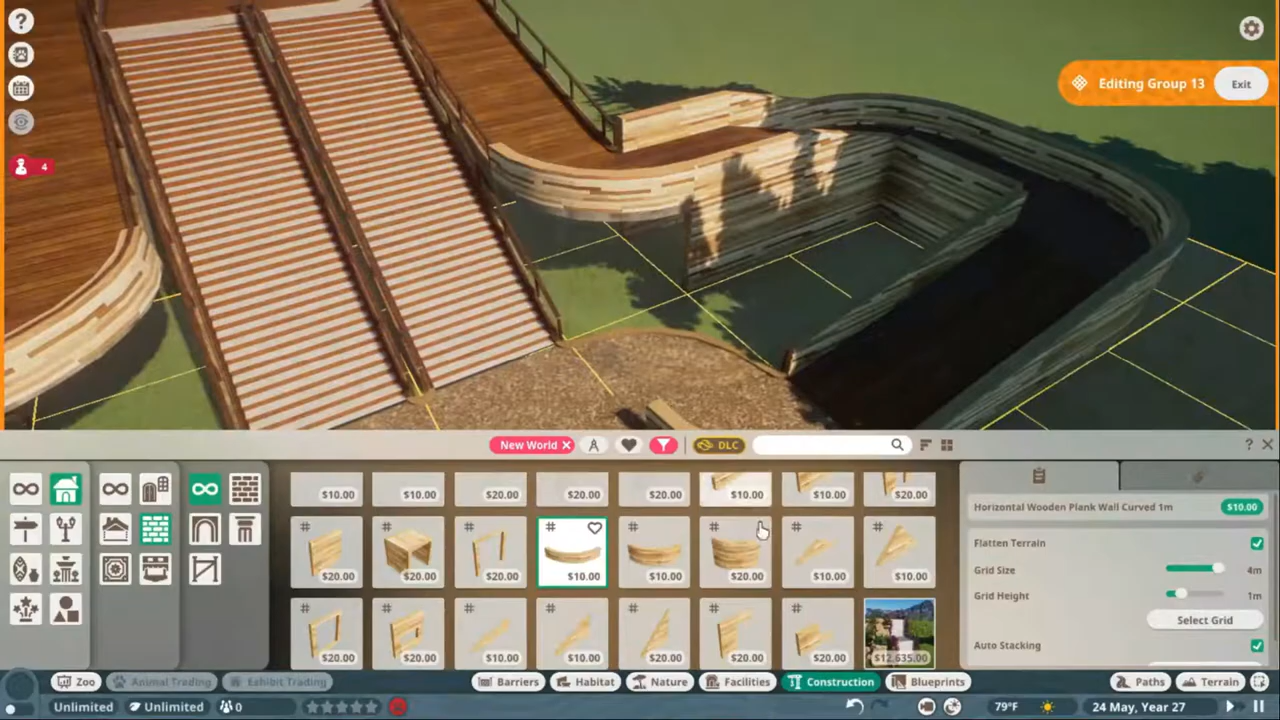 ?
4
Editing Group 13 Exit
New World × DLC ? ×
$10.00 $10.00 $20.00 $20.00 $20.00 $10.00 $10.00 $20.00
$20.00 $20.00 $20.00 $10.00 $10.00 $20.00 $10.00 $10.00
$20.00 $20.00 $10.00 $10.00 $20.00 $20.00 $20.00 $12,635.00
Horizontal Wooden Plank Wall Curved 1m $10.00
Flatten Terrain
Grid Size 4m
Grid Height 1m
Select Grid
Auto Stacking
Zoo Animal Trading Exhibit Trading Barriers Habitat Nature Facilities Construction Blueprints Paths Terrain
Unlimited Unlimited 0 79°F 24 May, Year 27